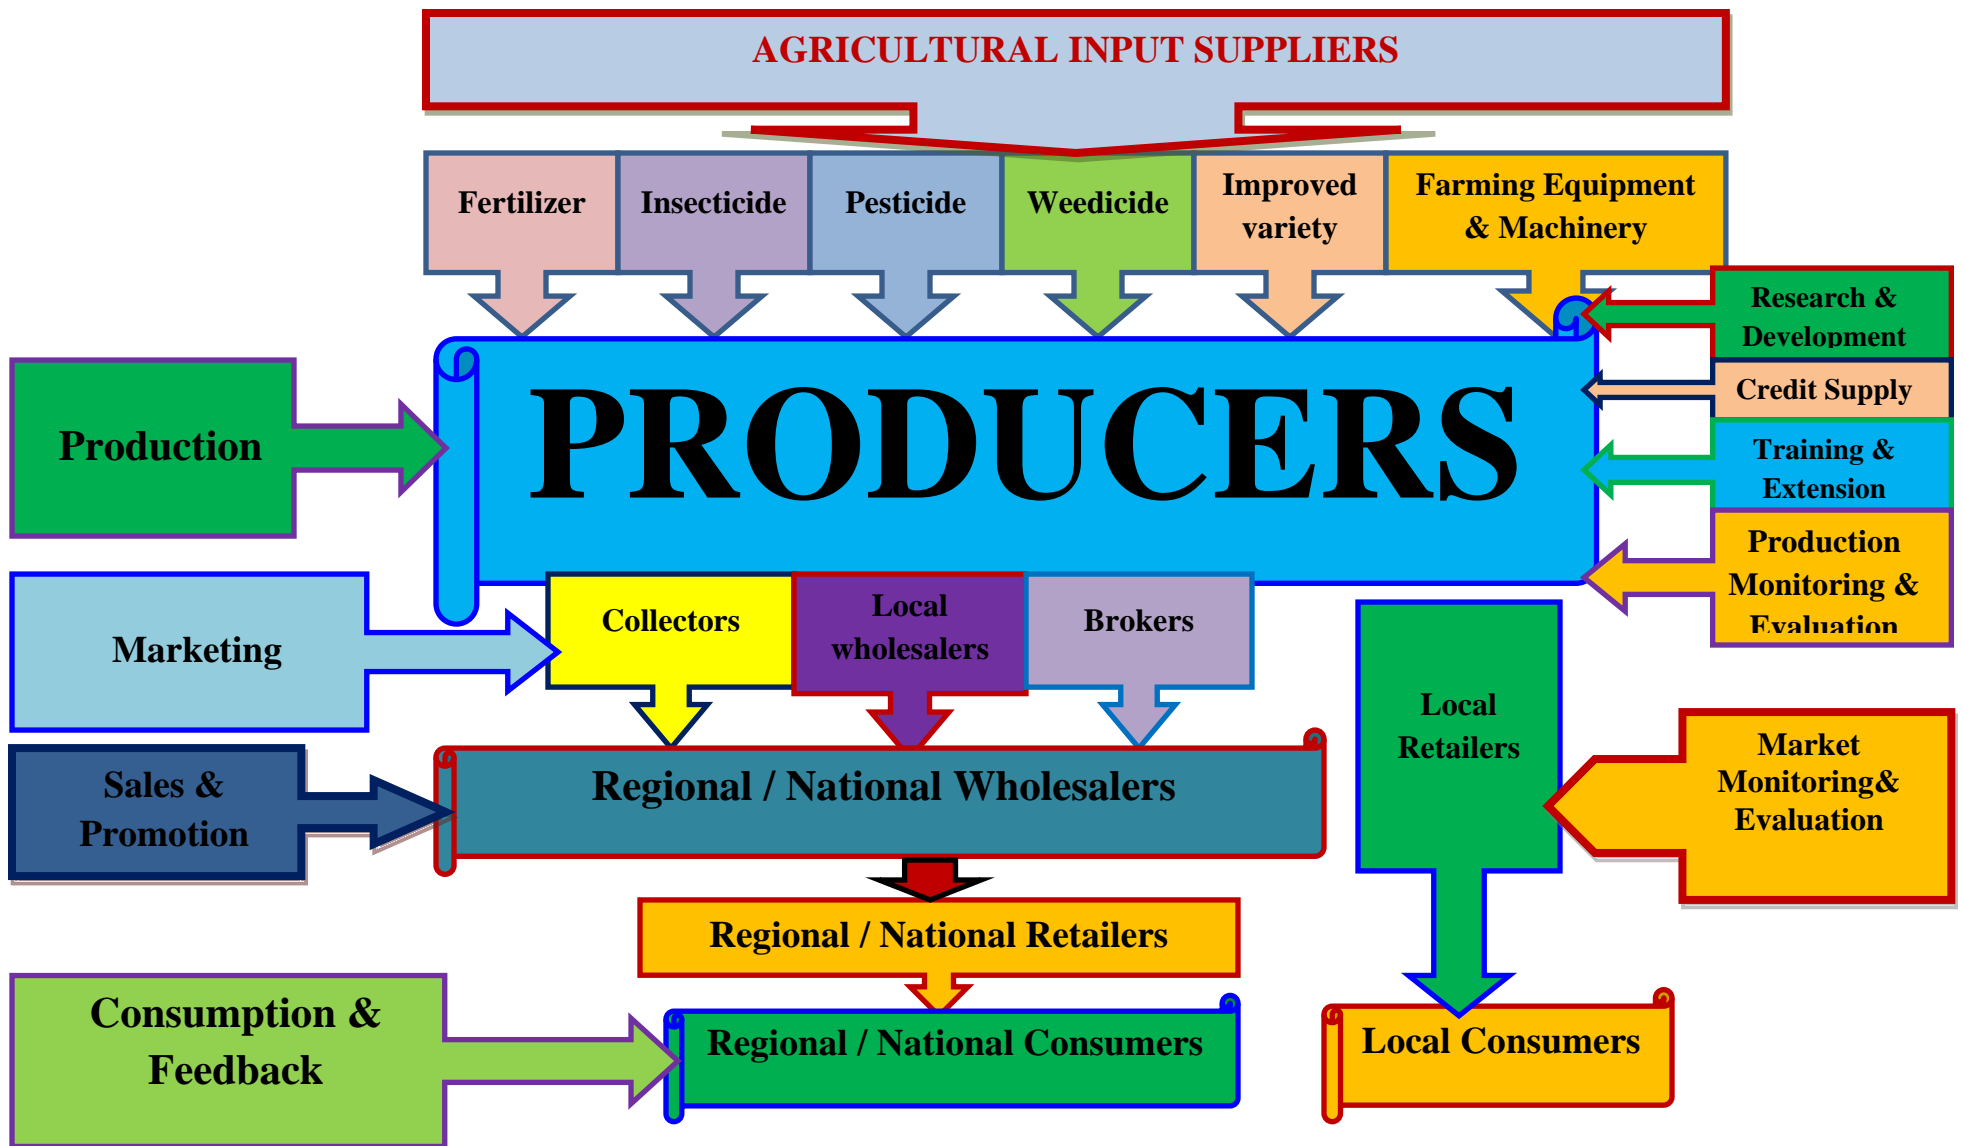 AGRICULTURAL INPUT SUPPLIERS
Fertilizer
Insecticide
Pesticide
Weedicide
Improved
variety
Farming Equipment
& Machinery
Research &
Development
Credit Supply
Training &
Extension
Production
Monitoring &
Evaluation
Production
PRODUCERS
Marketing
Collectors
Local
wholesalers
Brokers
Local
Retailers
Market
Monitoring&
Evaluation
Sales &
Promotion
Regional / National Wholesalers
Regional / National Retailers
Consumption &
Feedback
Regional / National Consumers
Local Consumers